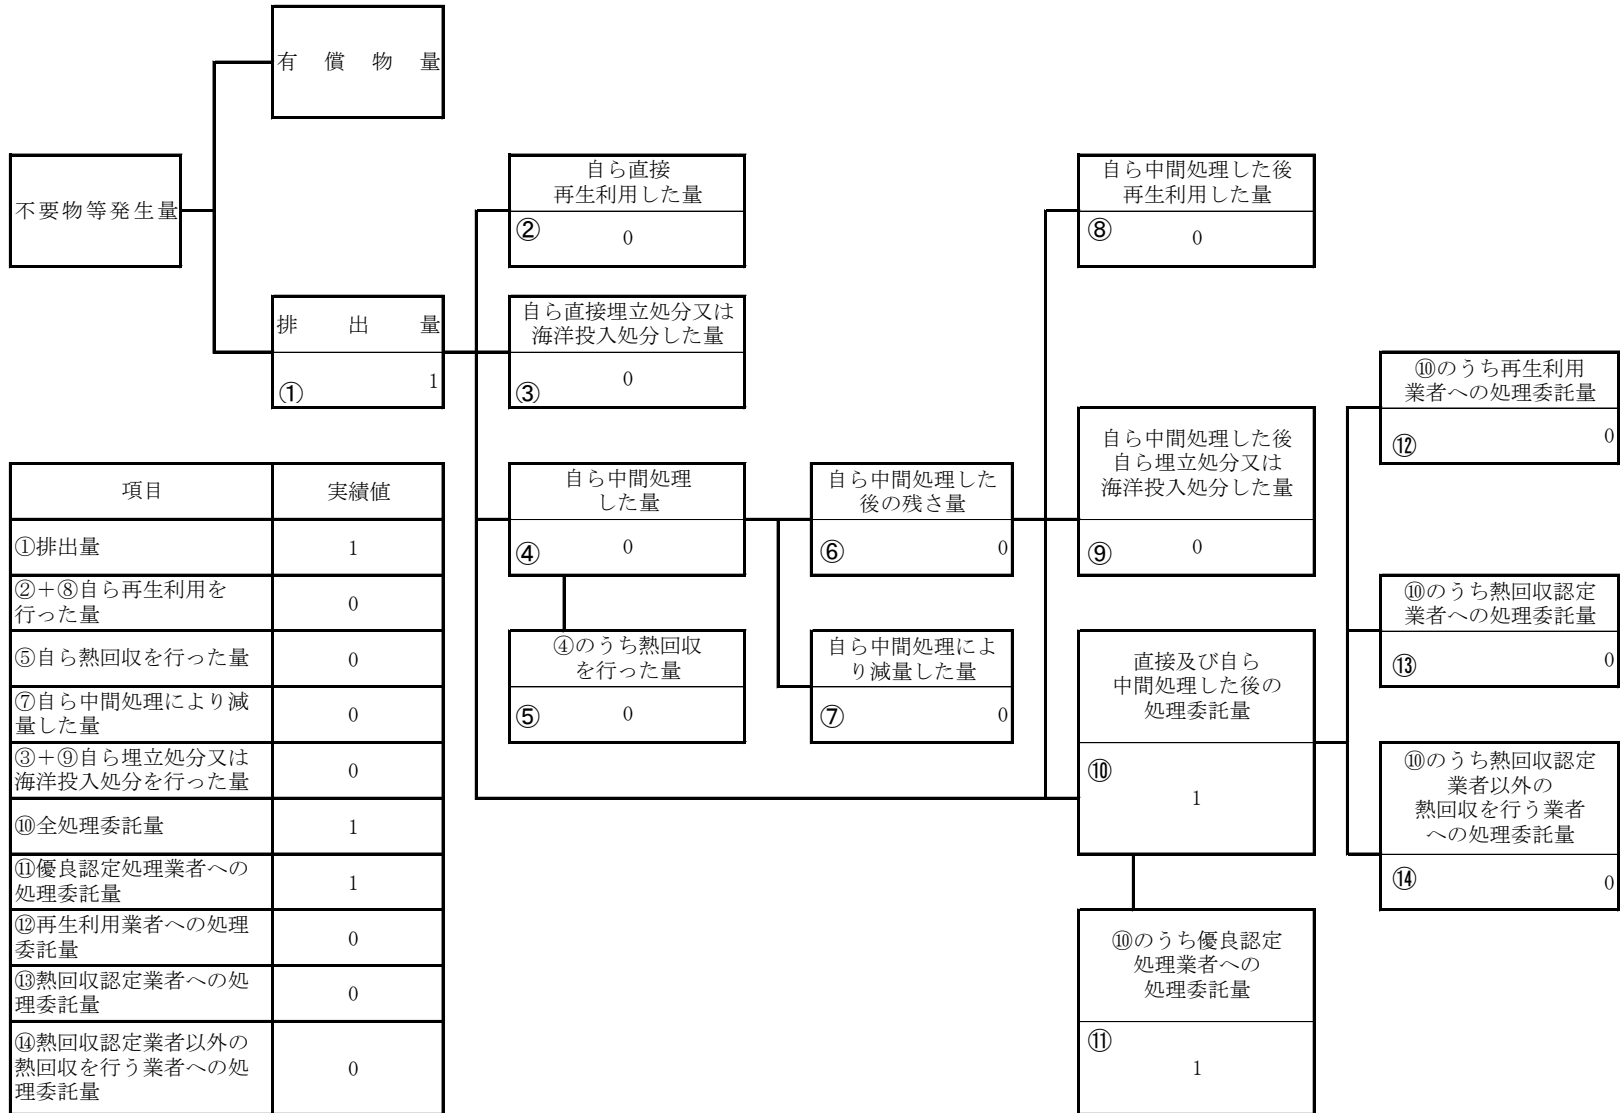 有償物量
不要物等発生量
排出量
① 1
自ら直接
再生利用した量
② 0
自ら直接埋立処分又は
海洋投入処分した量
③ 0
自ら中間処理
した量
④ 0
④のうち熱回収
を行った量
⑤ 0
自ら中間処理した
後の残さ量
⑥ 0
自ら中間処理によ
り減量した量
⑦ 0
自ら中間処理した後
再生利用した量
⑧ 0
自ら中間処理した後
自ら埋立処分又は
海洋投入処分した量
⑨ 0
直接及び自ら
中間処理した後の
処理委託量
⑩
1
⑩のうち優良認定
処理業者への
処理委託量
⑪
1
⑩のうち再生利用
業者への処理委託量
⑫ 0
⑩のうち熱回収認定
業者への処理委託量
⑬ 0
⑩のうち熱回収認定
業者以外の
熱回収を行う業者
への処理委託量
⑭ 0
項目 実績値
①排出量 1
②+⑧自ら再生利用を
行った量 0
⑤自ら熱回収を行った量 0
⑦自ら中間処理により減
量した量 0
③+⑨自ら埋立処分又は
海洋投入処分を行った量 0
⑩全処理委託量 1
⑪優良認定処理業者への
処理委託量 1
⑫再生利用業者への処理
委託量 0
⑬熱回収認定業者への処
理委託量 0
⑭熱回収認定業者以外の
熱回収を行う業者への処
理委託量 0